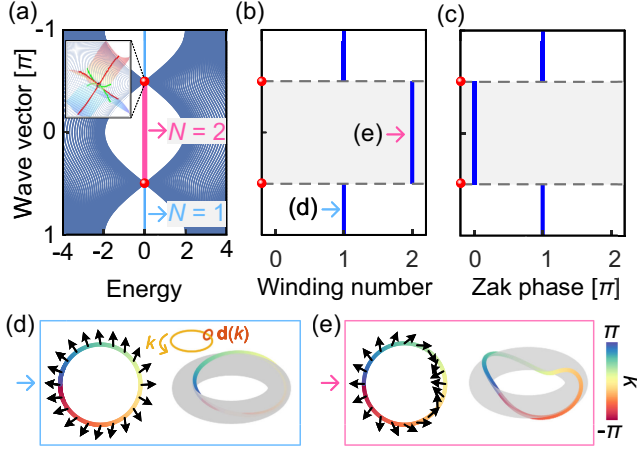 (a)
(b)
(c)
-1
0
1
Wave vector [π]
N = 2
N = 1
(e)
(d)
-4 -2 0 2 4
0 1 2
0 1 2
Energy
Winding number
Zak phase [π]
(d)
k
d(k)
(e)
π
k
-π